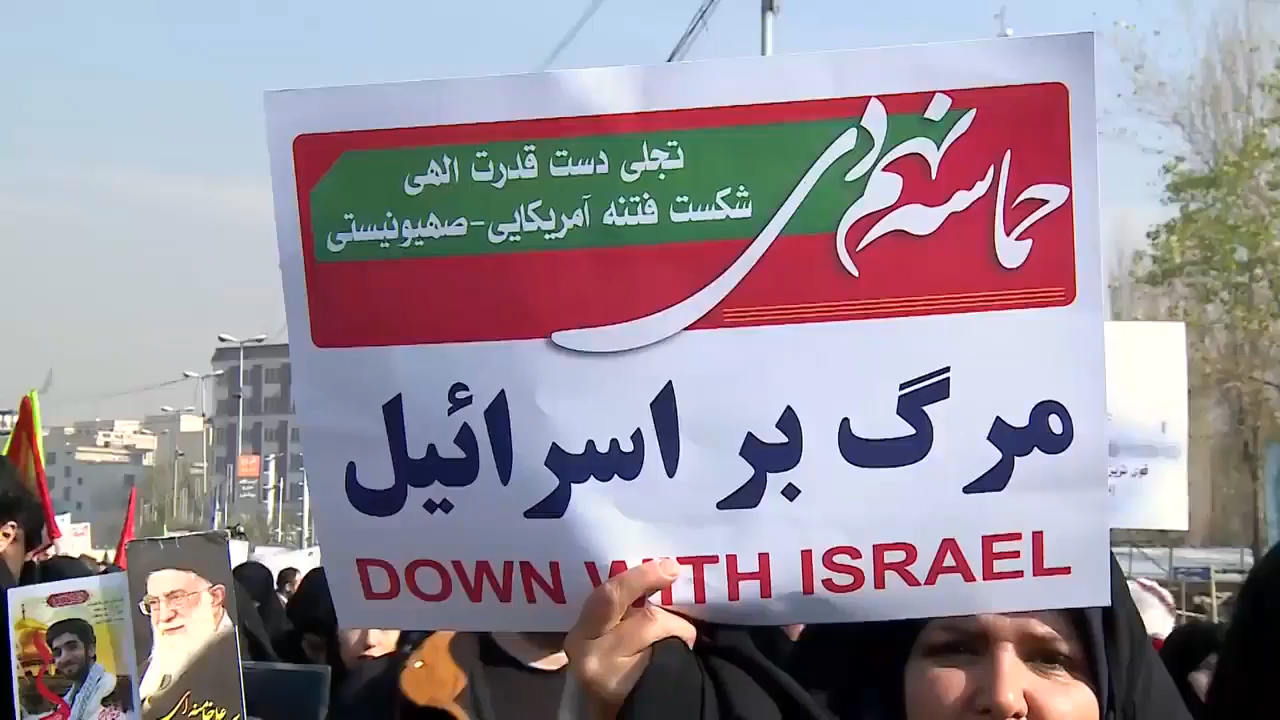 حماسه نهم دی
تجلی دست قدرت الهی
شکست فتنه آمریکایی-صهیونیستی
مرگ بر اسرائیل
DOWN WITH ISRAEL